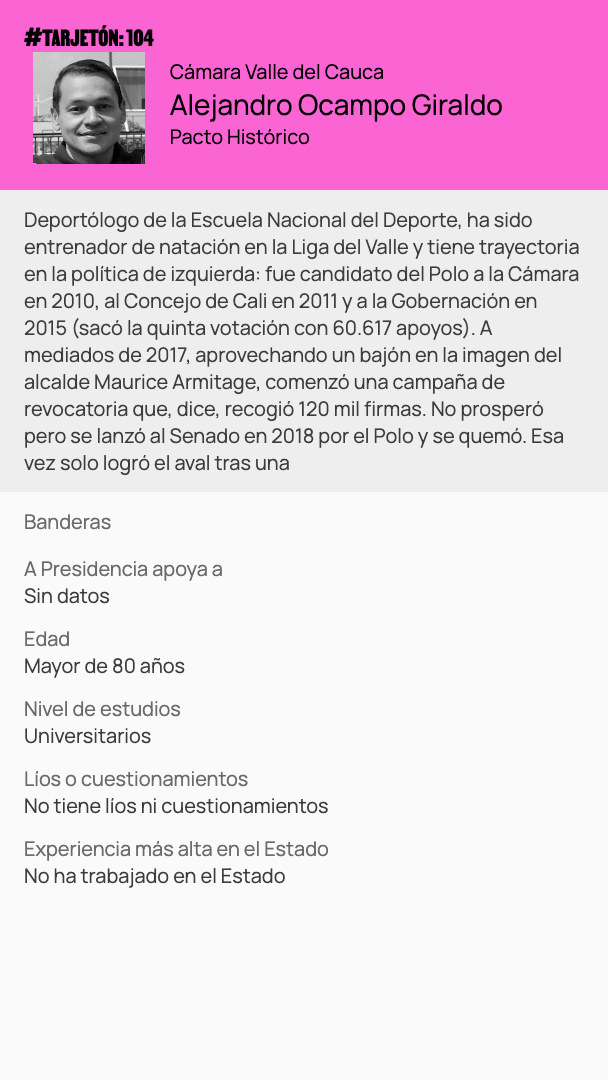 #TARJETÓN: 104
Cámara Valle del Cauca
Alejandro Ocampo Giraldo
Pacto Histórico
Deportólogo de la Escuela Nacional del Deporte, ha sido
entrenador de natación en la Liga del Valle y tiene trayectoria
en la política de izquierda: fue candidato del Polo a la Cámara
en 2010, al Concejo de Cali en 2011 y a la Gobernación en
2015 (sacó la quinta votación con 60.617 apoyos). A
mediados de 2017, aprovechando un bajón en la imagen del
alcalde Maurice Armitage, comenzó una campaña de
revocatoria que, dice, recogió 120 mil firmas. No prosperó
pero se lanzó al Senado en 2018 por el Polo y se quemó. Esa
vez solo logró el aval tras una
Banderas
A Presidencia apoya a
Sin datos
Edad
Mayor de 80 años
Nivel de estudios
Universitarios
Líos o cuestionamientos
No tiene líos ni cuestionamientos
Experiencia más alta en el Estado
No ha trabajado en el Estado